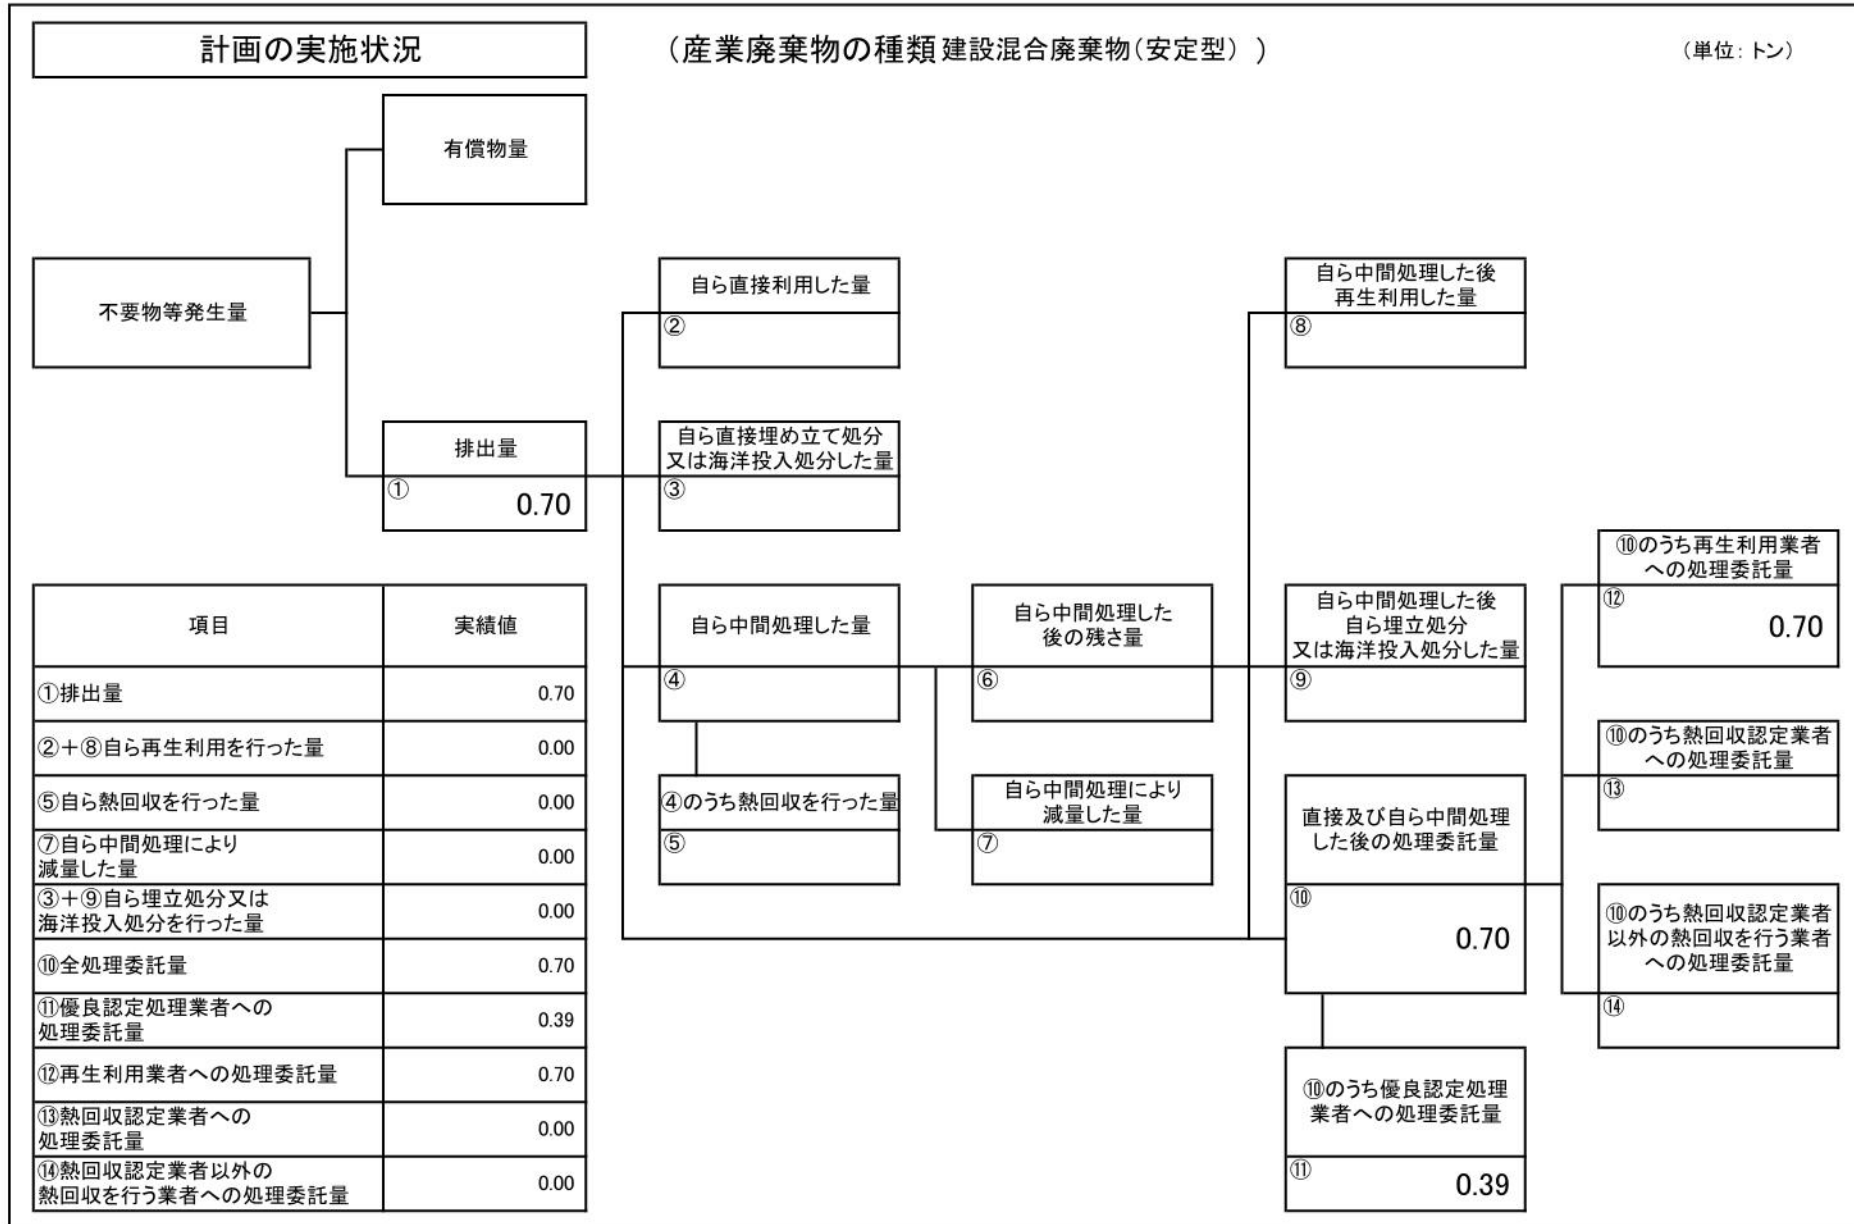 計画の実施状況
(産業廃棄物の種類 建設混合廃棄物(安定型) )
(単位: トン)
有償物量
不要物等発生量
自ら直接利用した量
②
自ら中間処理した後
再生利用した量
⑧
排出量
①
0.70
自ら直接埋め立て処分
又は海洋投入処分した量
③
⑩のうち再生利用業者
への処理委託量
⑫
0.70
自ら中間処理した量
④
自ら中間処理した
後の残さ量
⑥
自ら中間処理した後
自ら埋立処分
又は海洋投入処分した量
⑨
⑩のうち熱回収認定業者
への処理委託量
⑬
④のうち熱回収を行った量
⑤
自ら中間処理により
減量した量
⑦
直接及び自ら中間処理
した後の処理委託量
⑩
0.70
⑩のうち熱回収認定業者
以外の熱回収を行う業者
への処理委託量
⑭
⑩のうち優良認定処理
業者への処理委託量
⑪
0.39
項目 実績値
①排出量 0.70
②+⑧自ら再生利用を行った量 0.00
⑤自ら熱回収を行った量 0.00
⑦自ら中間処理により
減量した量 0.00
③+⑨自ら埋立処分又は
海洋投入処分を行った量 0.00
⑩全処理委託量 0.70
⑪優良認定処理業者への
処理委託量 0.39
⑫再生利用業者への処理委託量 0.70
⑬熱回収認定業者への
処理委託量 0.00
⑭熱回収認定業者以外の
熱回収を行う業者への処理委託量 0.00